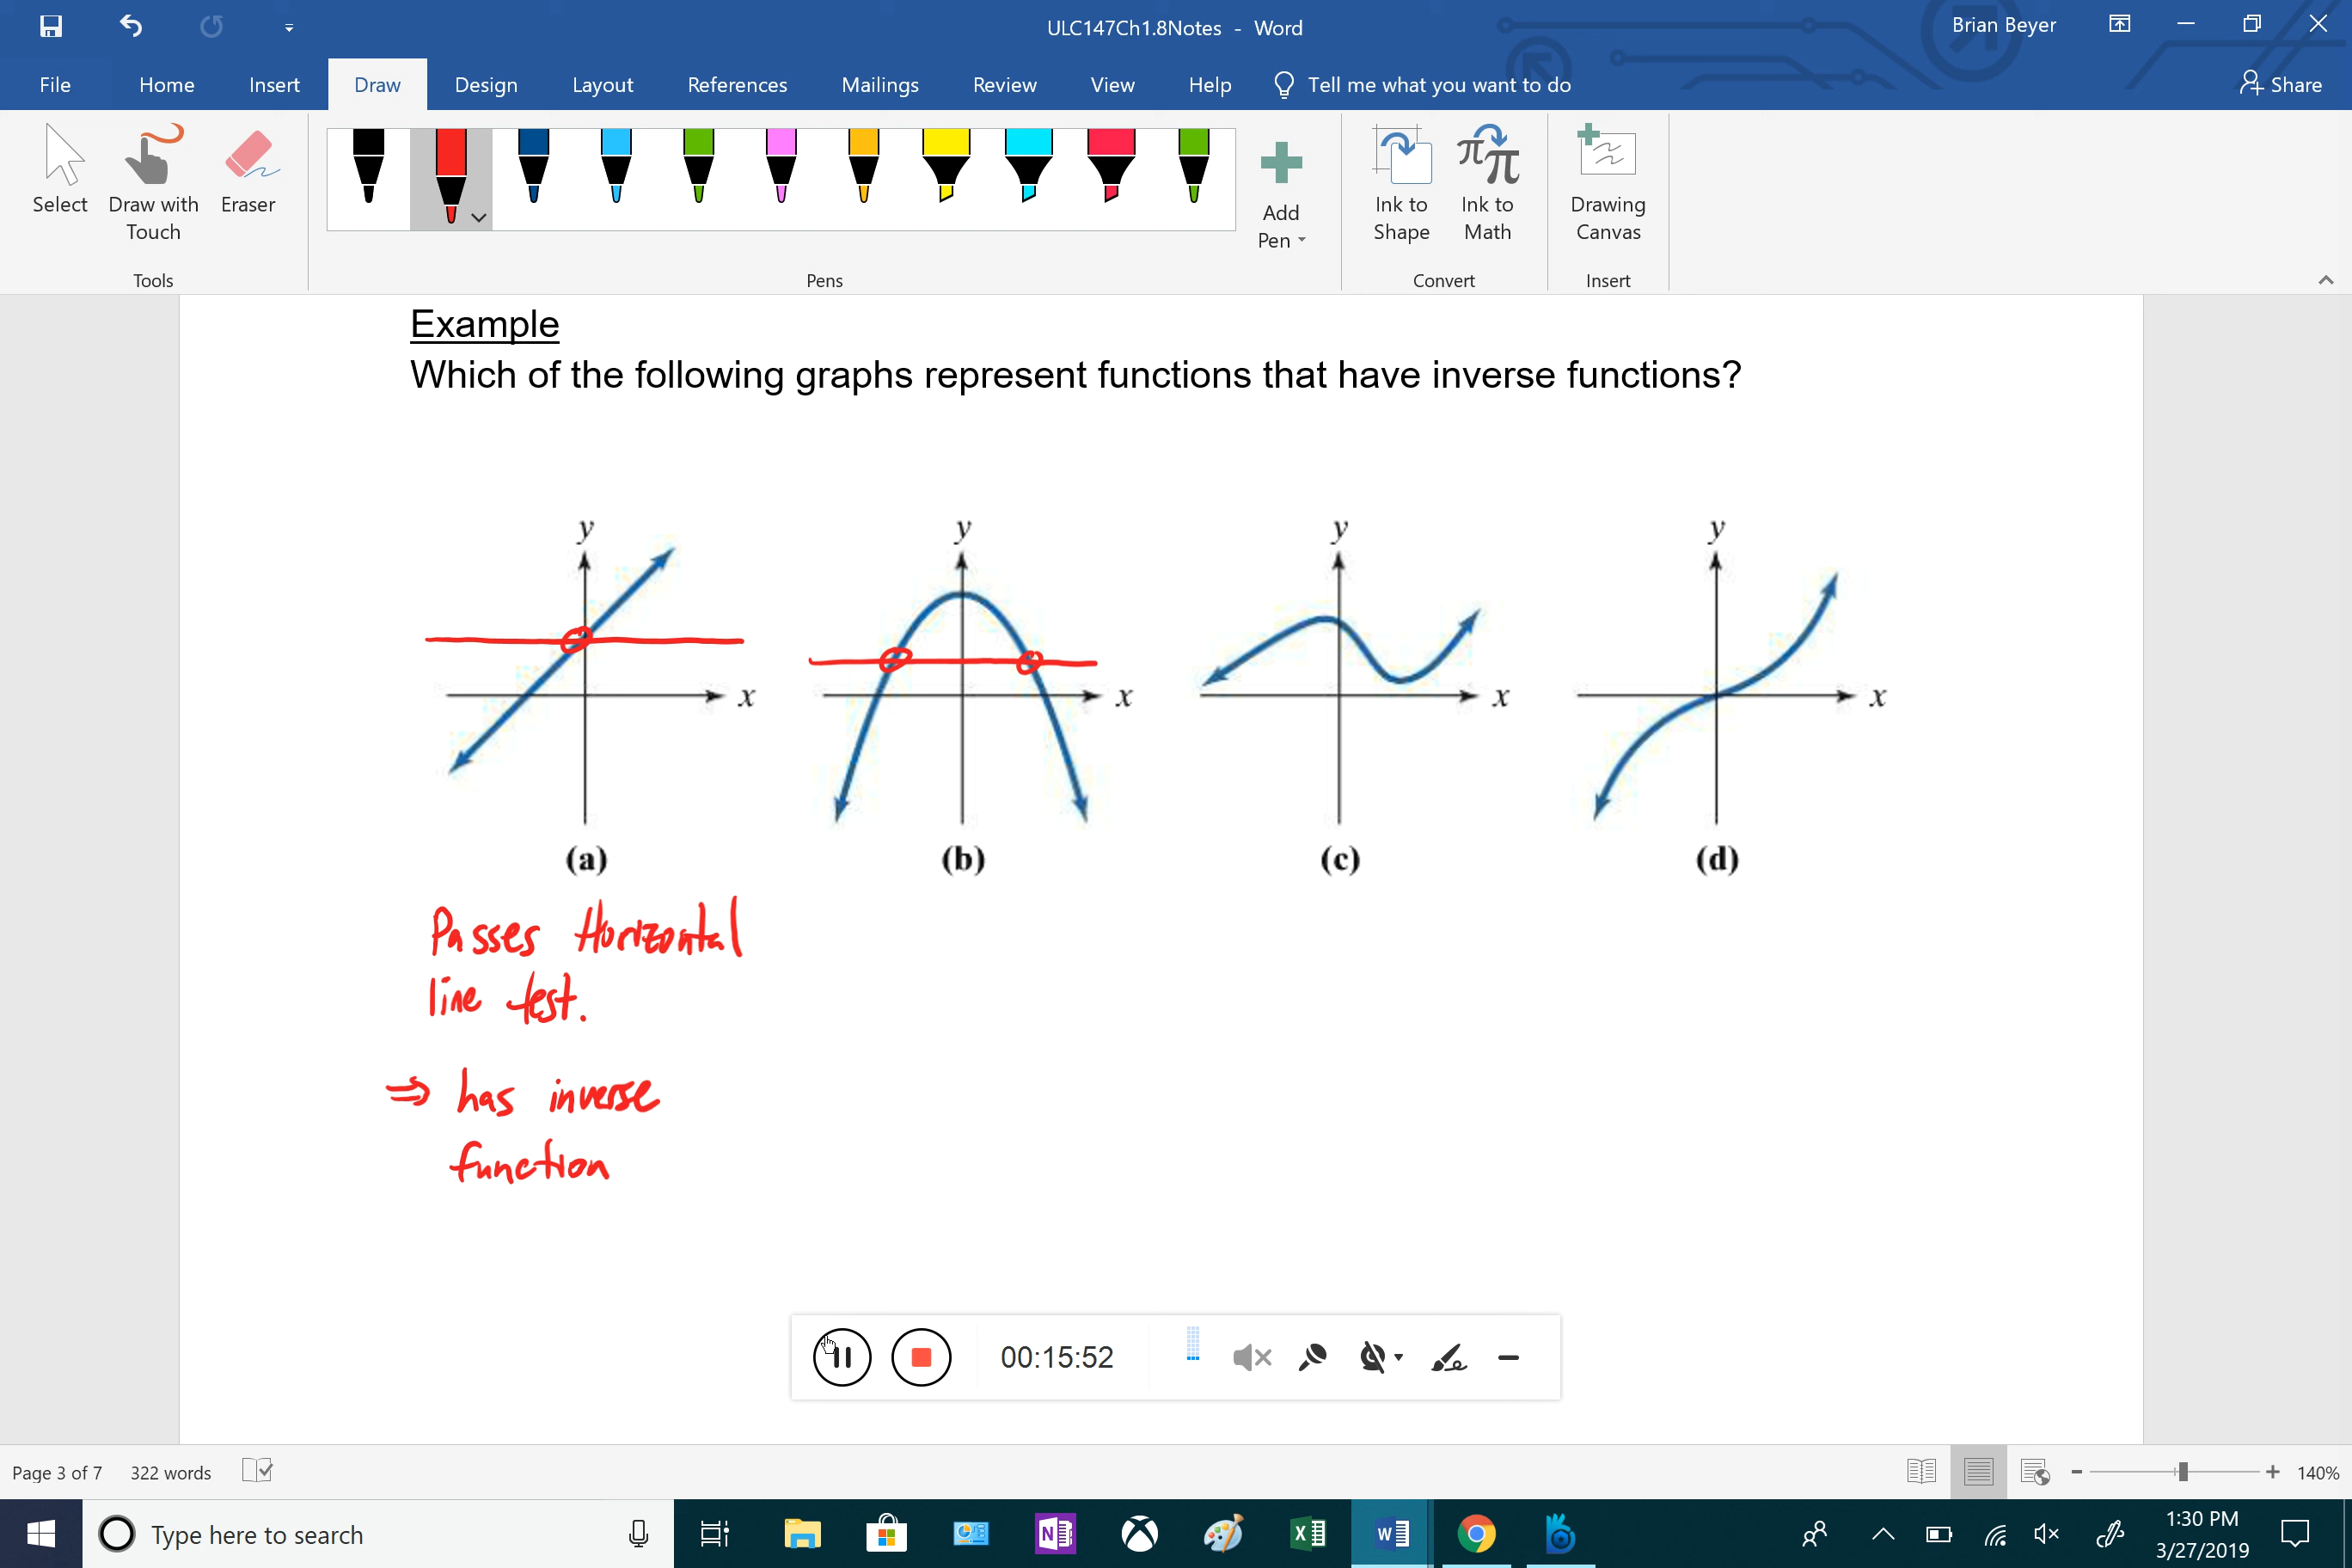 ULC147Ch1.8Notes - Word
Brian Beyer
File Home Insert Draw Design Layout References Mailings Review View Help Tell me what you want to do Share
Select Draw with Touch Eraser
Add Pen
Ink to Shape Ink to Math
Drawing Canvas
Tools Pens Convert Insert
Example
Which of the following graphs represent functions that have inverse functions?
y y y y
x x x x
(a) (b) (c) (d)
Passes Horizontal
line test.
⇒ has inverse
function
00:15:52
Page 3 of 7 322 words 140%
Type here to search
1:30 PM
3/27/2019